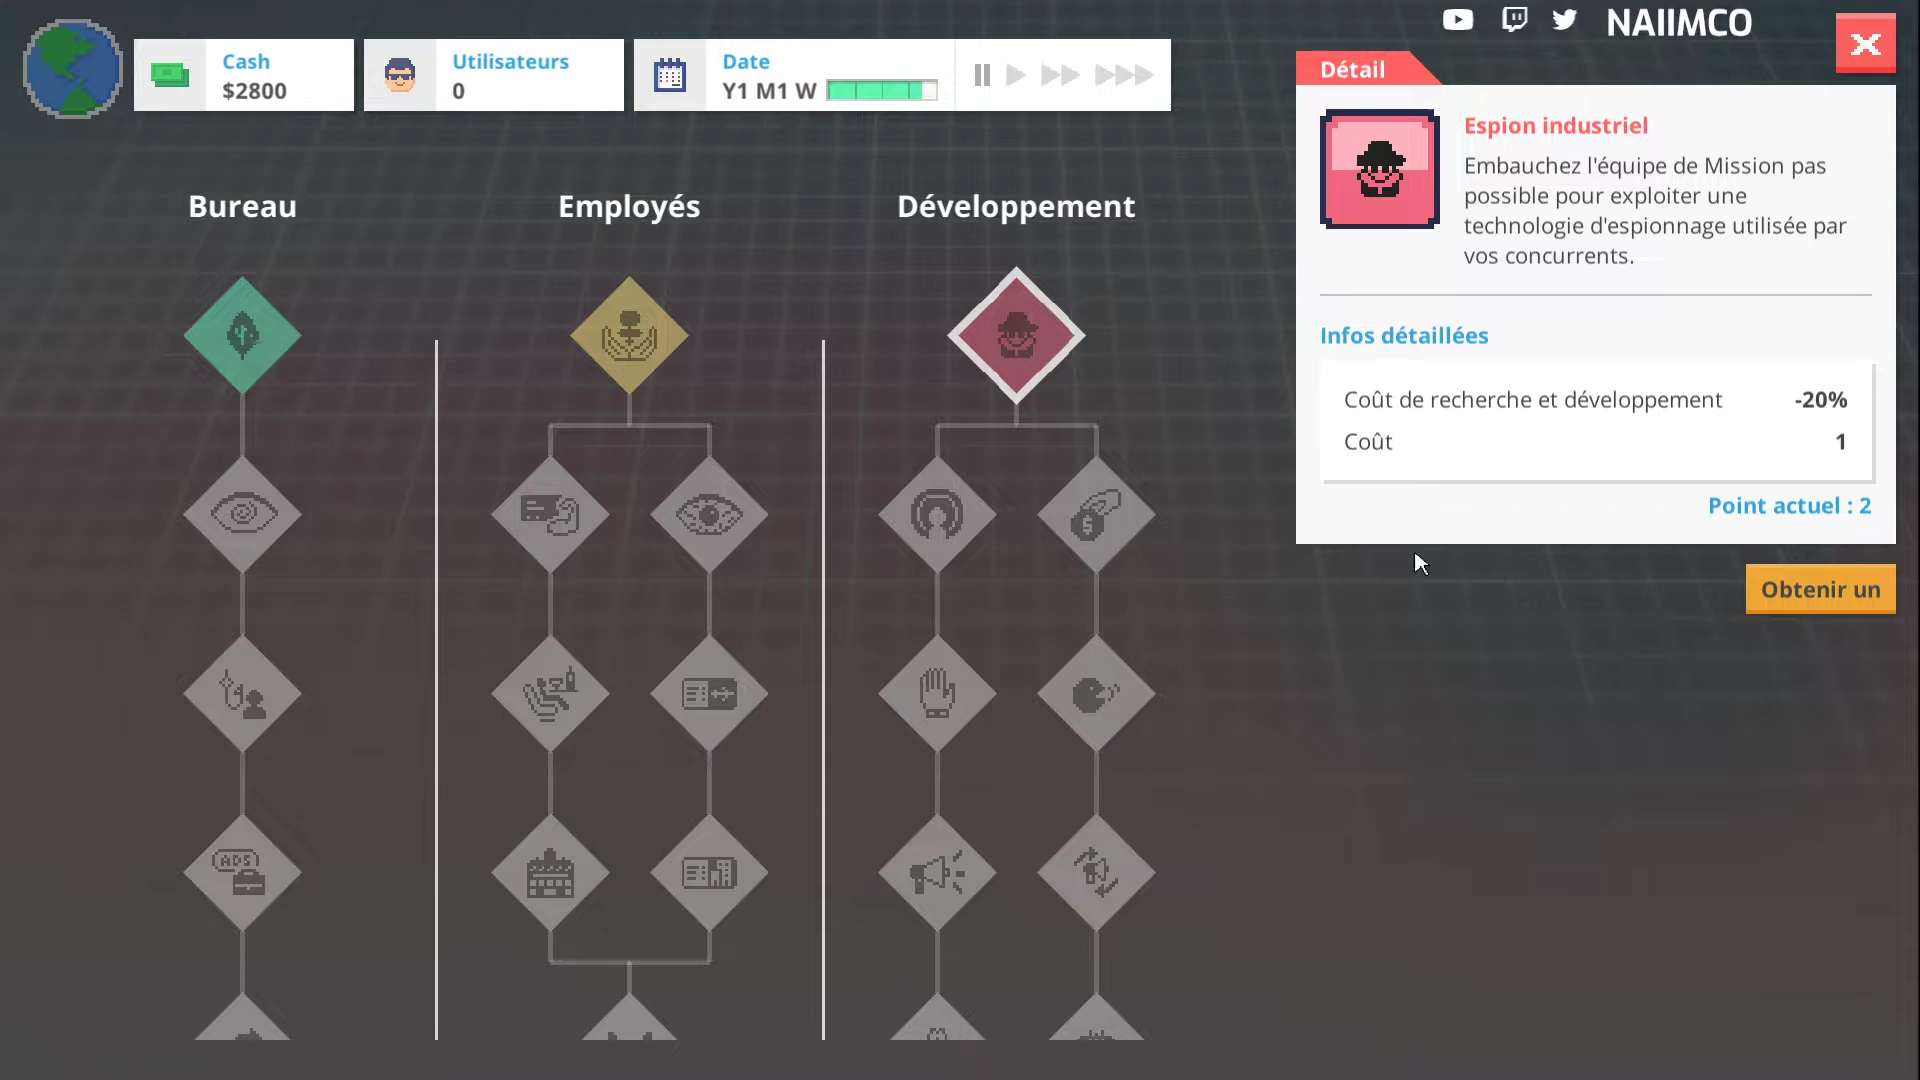 NAIIMCO
Cash
$2800
Utilisateurs
0
Date
Y1 M1 W
Détail
Espion industriel
Embauchez l'équipe de Mission pas
possible pour exploiter une
technologie d'espionnage utilisée par
vos concurrents.
Infos détaillées
Coût de recherche et développement -20%
Coût 1
Point actuel : 2
Obtenir un
Bureau
Employés
Développement
ADS